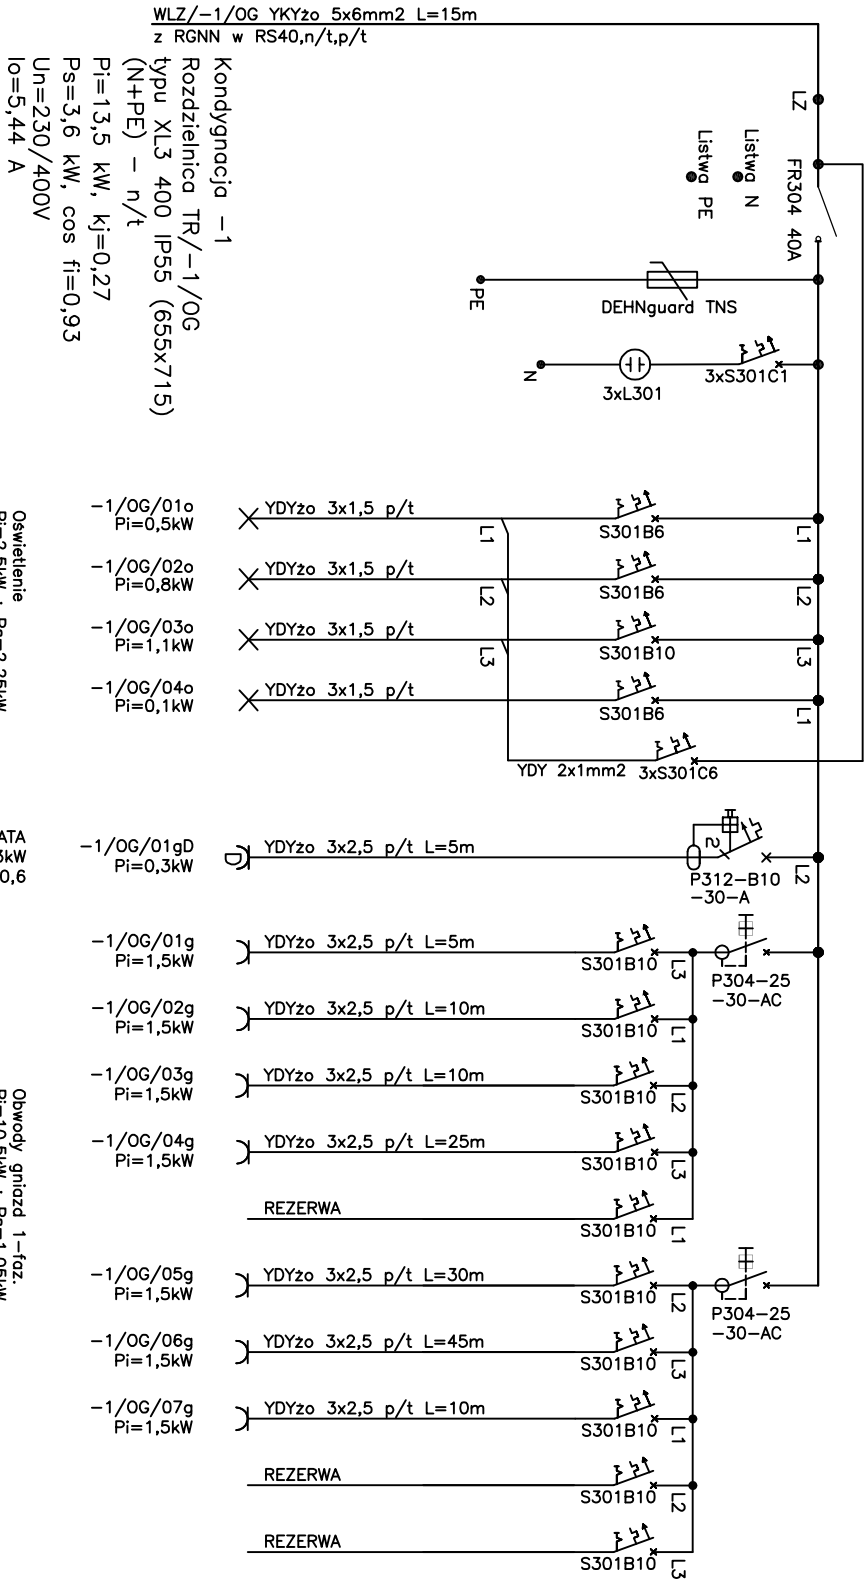 WLZ/-1/OG YKYżo 5x6mm2 L=15m
z RGNN w RS40,n/t,p/t
Kondygnacja -1
Rozdzielnica TR/-1/OG
typu XL3 400 IP55 (655x715)
(N+PE) - n/t
Pi=13,5 kW, kj=0,27
Ps=3,6 kW, cos fi=0,93
Un=230/400V
Io=5,44 A
LZ
Listwa N
Listwa PE
FR304 40A
PE
DEHNguard TNS
N
3xL301
3xS301C1
-1/OG/01o
Pi=0,5kW
YDYżo 3x1,5 p/t
L1
S301B6
L1
-1/OG/02o
Pi=0,8kW
YDYżo 3x1,5 p/t
L2
S301B6
L2
-1/OG/03o
Pi=1,1kW
YDYżo 3x1,5 p/t
L3
S301B10
L3
-1/OG/04o
Pi=0,1kW
YDYżo 3x1,5 p/t
S301B6
L1
YDY 2x1mm2
3xS301C6
Oświetlenie
-1/OG/01gD
Pi=0,3kW
D
YDYżo 3x2,5 p/t L=5m
2
P312-B10
-30-A
L2
ATA
3kW
0,6
-1/OG/01g
Pi=1,5kW
YDYżo 3x2,5 p/t L=5m
S301B10
L3
P304-25
-30-AC
-1/OG/02g
Pi=1,5kW
YDYżo 3x2,5 p/t L=10m
S301B10
L1
-1/OG/03g
Pi=1,5kW
YDYżo 3x2,5 p/t L=10m
S301B10
L2
-1/OG/04g
Pi=1,5kW
YDYżo 3x2,5 p/t L=25m
S301B10
L3
REZERWA
S301B10
L1
Obwody gniazd 1-faz.
-1/OG/05g
Pi=1,5kW
YDYżo 3x2,5 p/t L=30m
S301B10
L2
P304-25
-30-AC
-1/OG/06g
Pi=1,5kW
YDYżo 3x2,5 p/t L=45m
S301B10
L3
-1/OG/07g
Pi=1,5kW
YDYżo 3x2,5 p/t L=10m
S301B10
L1
REZERWA
S301B10
L2
REZERWA
S301B10
L3